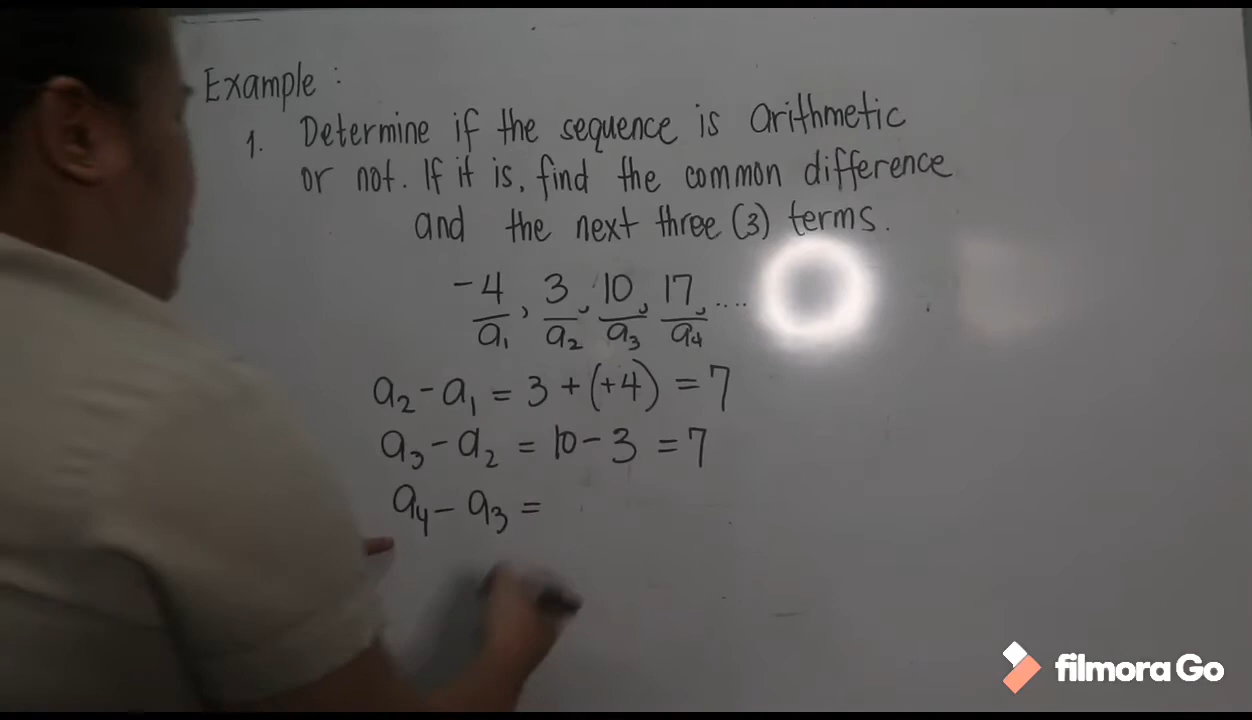 Example :
1. Determine if the sequence is arithmetic
or not. If it is, find the common difference
and the next three (3) terms.
-4, 3, 10, 17, ....
a₁ a₂ a₃ a₄
a₂ - a₁ = 3 + (+4) = 7
a₃ - a₂ = 10 - 3 = 7
a₄ - a₃ =
filmora Go